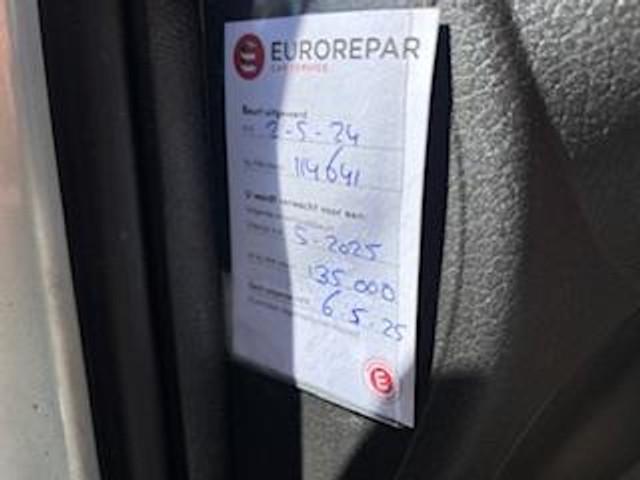 EUROREPAR
CAR SERVICE
Beurt uitgevoerd
2-5-24
114641
U wordt verwacht voor een:
5-2025
135.000
6.5.25